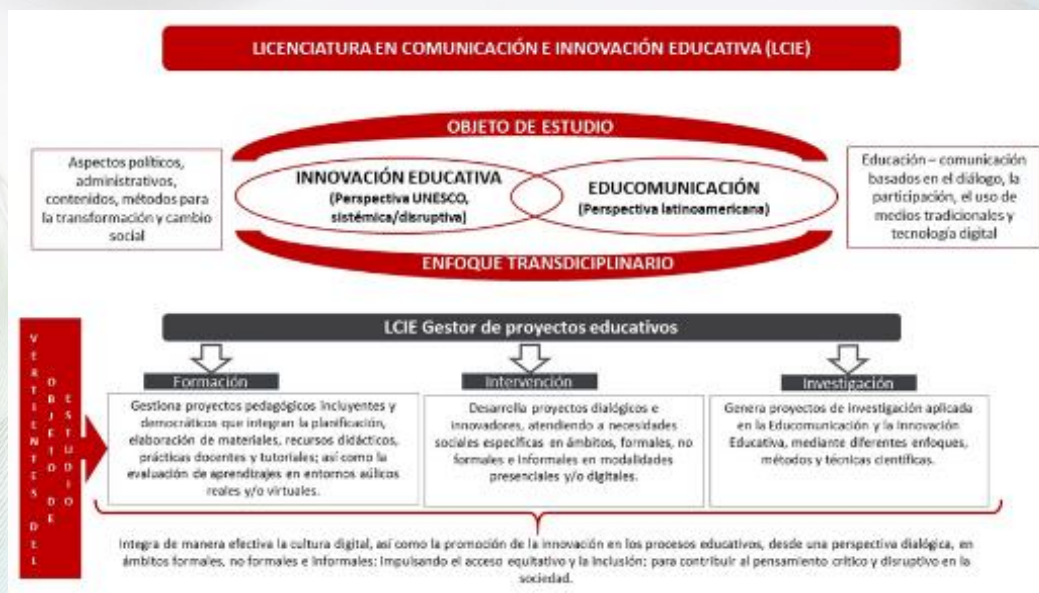 LICENCIATURA EN COMUNICACIÓN E INNOVACIÓN EDUCATIVA (LCIE)
OBJETO DE ESTUDIO
Aspectos políticos,
administrativos,
contenidos, métodos para
la transformación y cambio
social
INNOVACIÓN EDUCATIVA
(Perspectiva UNESCO,
sistémica/disruptiva)
EDUCOMUNICACIÓN
(Perspectiva latinoamericana)
Educación – comunicación
basados en el diálogo, la
participación, el uso de
medios tradicionales y
tecnología digital
ENFOQUE TRANSDICIPLINARIO
VERTIENTES DEL
OBJETO DE
ESTUDIO
LCIE Gestor de proyectos educativos
Formación
Gestiona proyectos pedagógicos incluyentes y
democráticos que integran la planificación,
elaboración de materiales, recursos didácticos,
prácticas docentes y tutoriales; así como la
evaluación de aprendizajes en entornos aúlicos
reales y/o virtuales.
Intervención
Desarrolla proyectos dialógicos e
innovadores, atendiendo a necesidades
sociales específicas en ámbitos, formales, no
formales e informales en modalidades
presenciales y/o digitales.
Investigación
Genera proyectos de investigación aplicada
en la Educomunicación y la Innovación
Educativa, mediante diferentes enfoques,
métodos y técnicas científicas.
Integra de manera efectiva la cultura digital, así como la promoción de la innovación en los procesos educativos, desde una perspectiva dialógica, en
ámbitos formales, no formales e informales; impulsando el acceso equitativo y la inclusión; para contribuir al pensamiento crítico y disruptivo en la
sociedad.